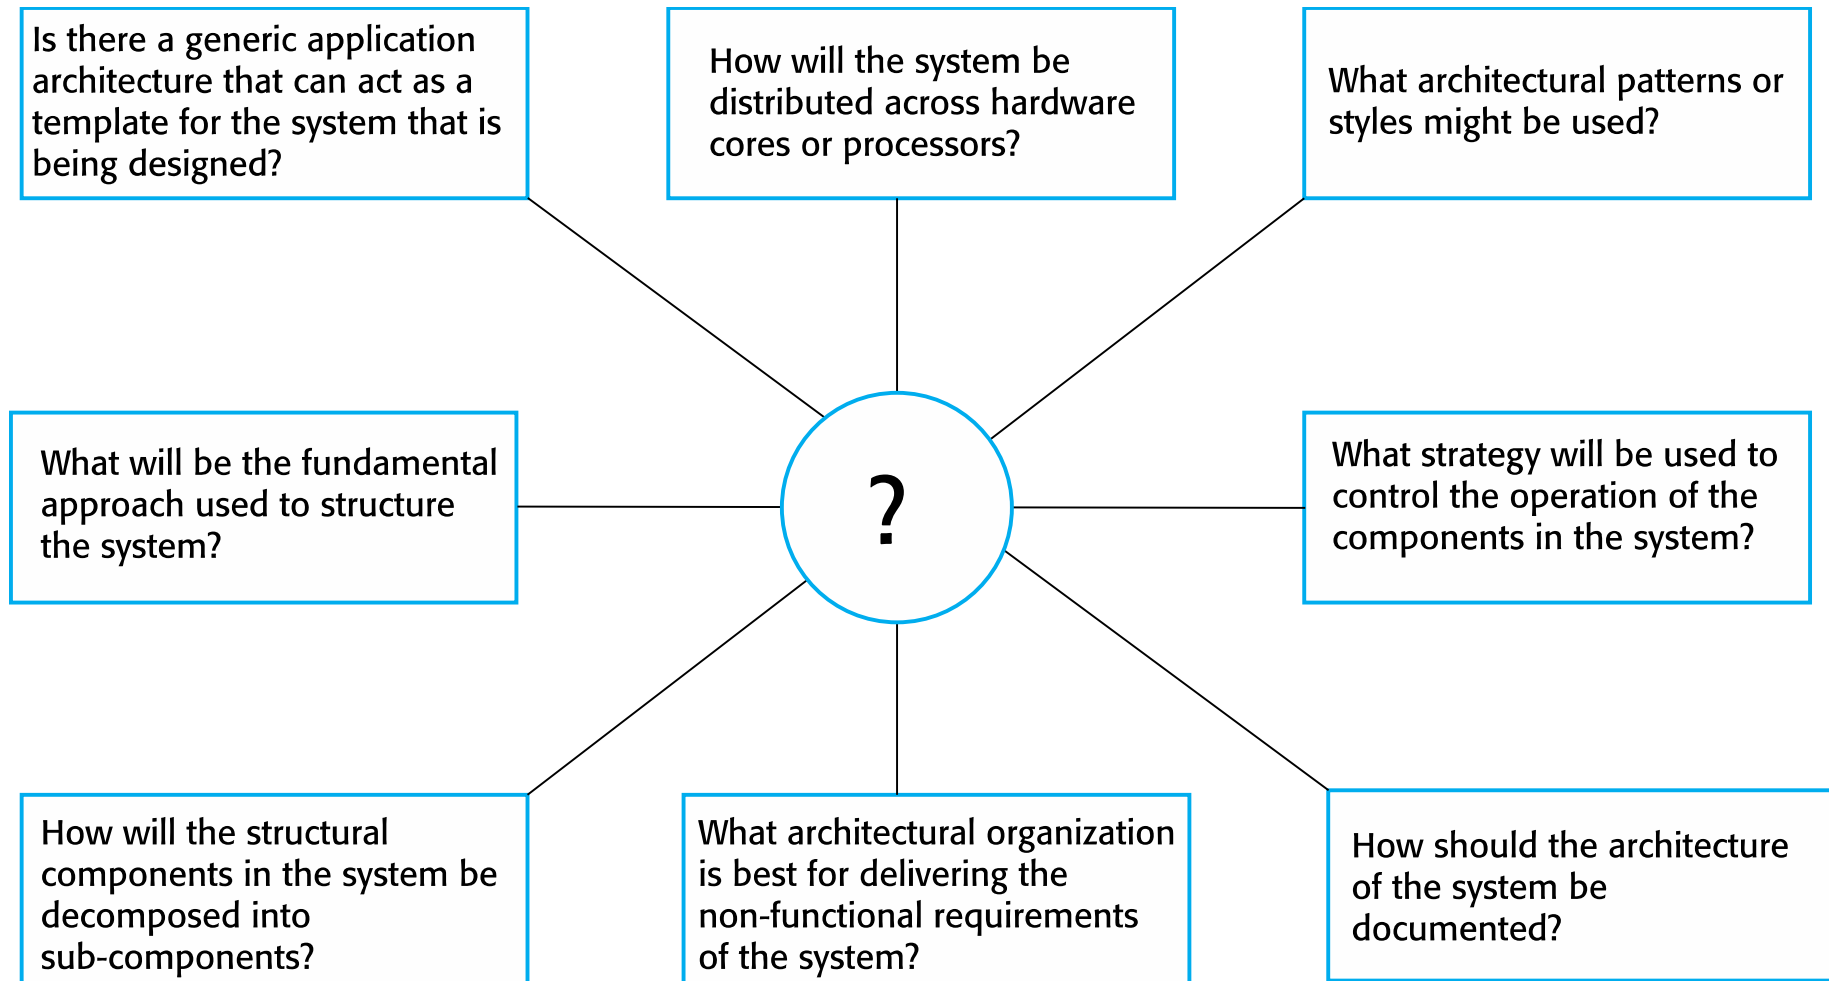 Is there a generic application
architecture that can act as a
template for the system that is
being designed?
How will the system be
distributed across hardware
cores or processors?
What architectural patterns or
styles might be used?
What will be the fundamental
approach used to structure
the system?
?
What strategy will be used to
control the operation of the
components in the system?
How will the structural
components in the system be
decomposed into
sub-components?
What architectural organization
is best for delivering the
non-functional requirements
of the system?
How should the architecture
of the system be
documented?